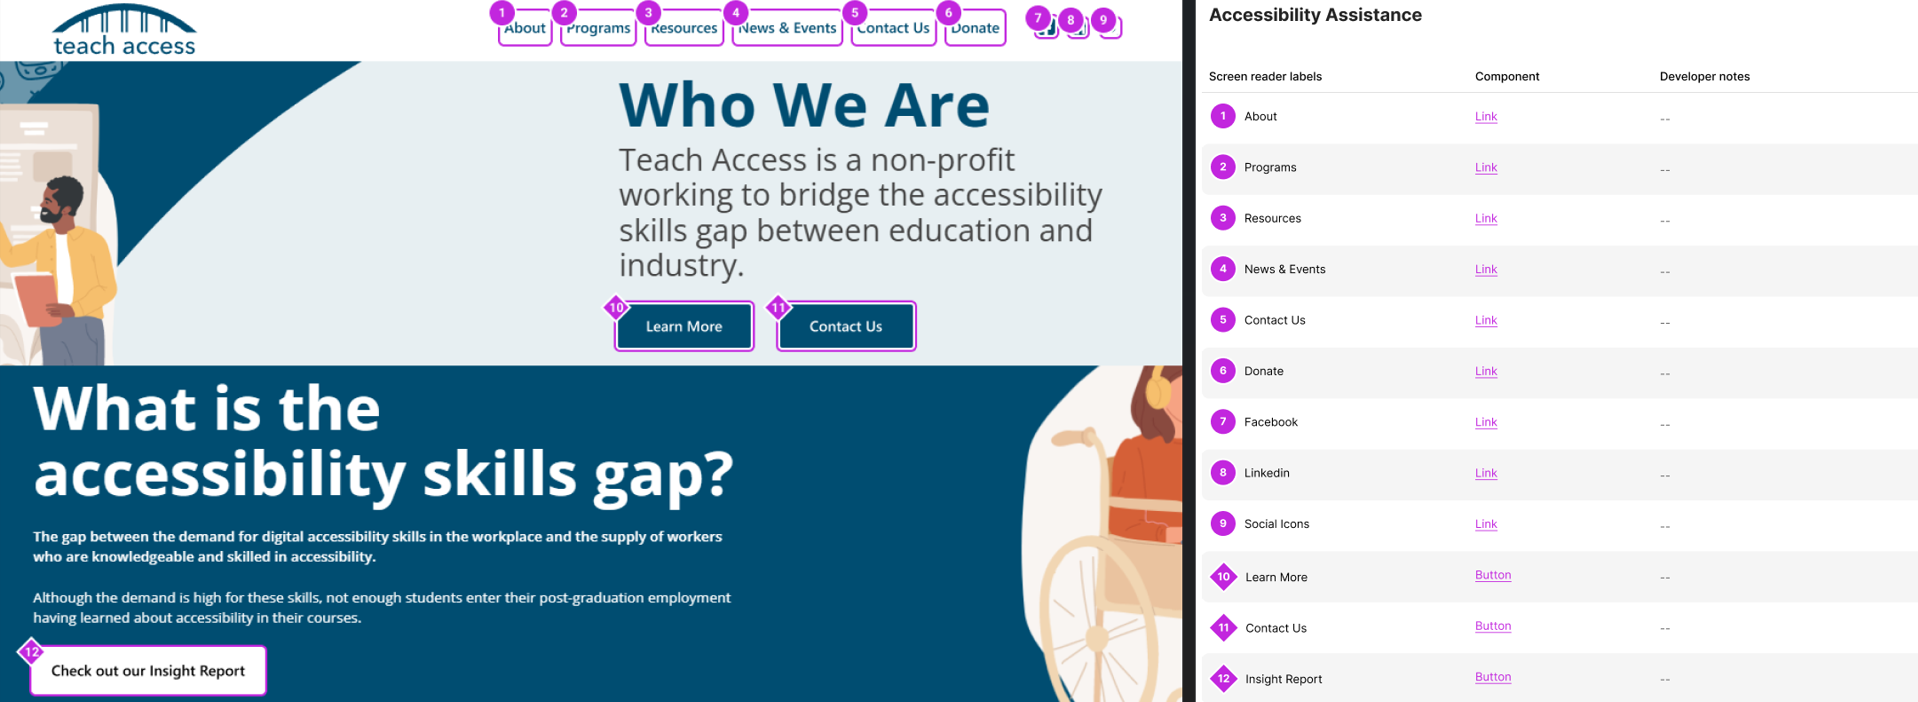 teach access
1
About
2
Programs
3
Resources
4
News & Events
5
Contact Us
6
Donate
7
8
9
Who We Are
Teach Access is a non-profit
working to bridge the accessibility
skills gap between education and
industry.
10
Learn More
11
Contact Us
What is the
accessibility skills gap?
The gap between the demand for digital accessibility skills in the workplace and the supply of workers
who are knowledgeable and skilled in accessibility.
Although the demand is high for these skills, not enough students enter their post-graduation employment
having learned about accessibility in their courses.
12
Check out our Insight Report
Accessibility Assistance
Screen reader labels Component Developer notes
1 About Link --
2 Programs Link --
3 Resources Link --
4 News & Events Link --
5 Contact Us Link --
6 Donate Link --
7 Facebook Link --
8 Linkedin Link --
9 Social Icons Link --
10 Learn More Button --
11 Contact Us Button --
12 Insight Report Button --